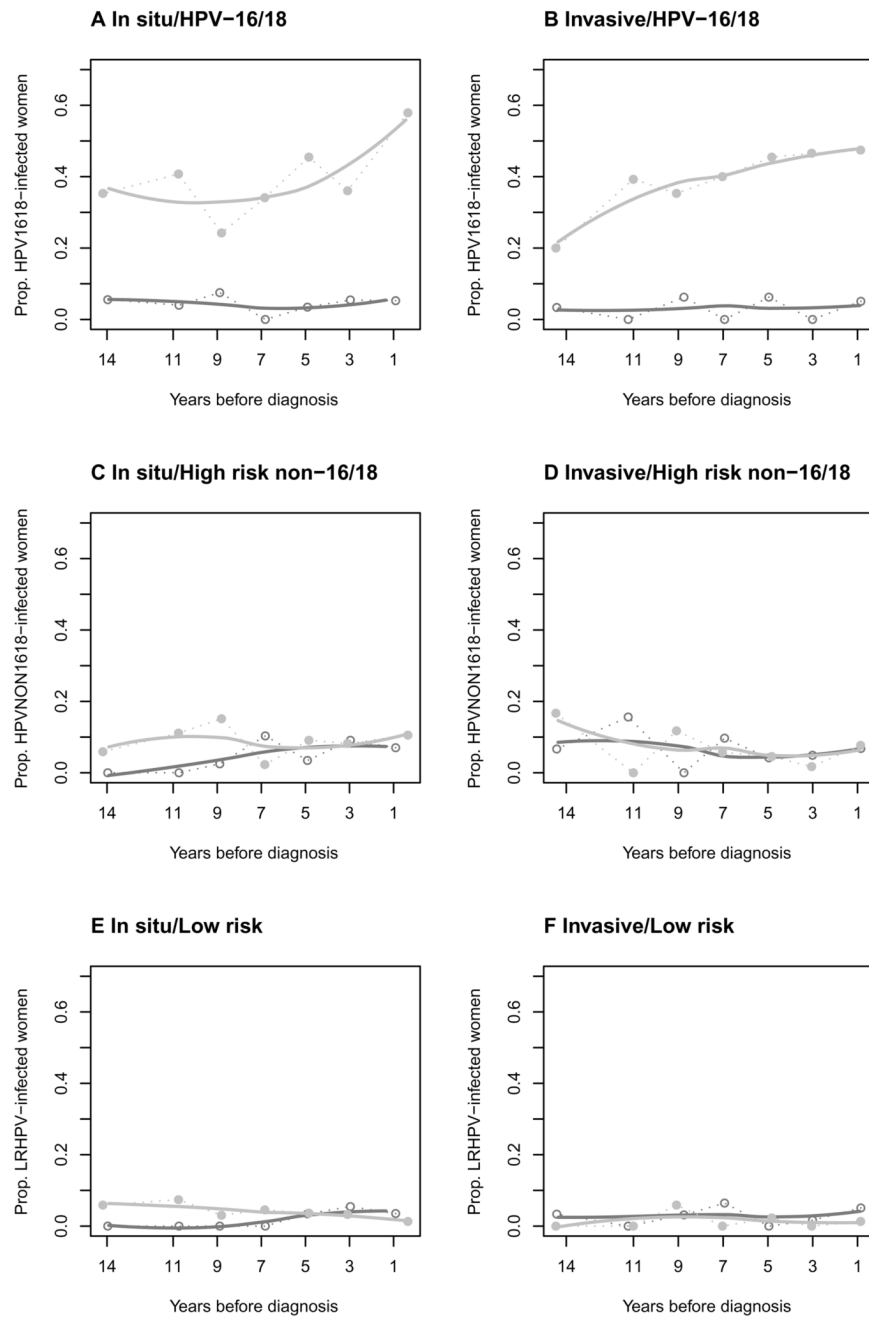 A In situ/HPV−16/18
B Invasive/HPV−16/18
Prop. HPV1618−infected women
0.0 0.2 0.4 0.6
14 11 9 7 5 3 1
Years before diagnosis
Prop. HPV1618−infected women
0.0 0.2 0.4 0.6
14 11 9 7 5 3 1
Years before diagnosis
C In situ/High risk non−16/18
D Invasive/High risk non−16/18
Prop. HPVNON1618−infected women
0.0 0.2 0.4 0.6
14 11 9 7 5 3 1
Years before diagnosis
Prop. HPVNON1618−infected women
0.0 0.2 0.4 0.6
14 11 9 7 5 3 1
Years before diagnosis
E In situ/Low risk
F Invasive/Low risk
Prop. LRHPV−infected women
0.0 0.2 0.4 0.6
14 11 9 7 5 3 1
Years before diagnosis
Prop. LRHPV−infected women
0.0 0.2 0.4 0.6
14 11 9 7 5 3 1
Years before diagnosis